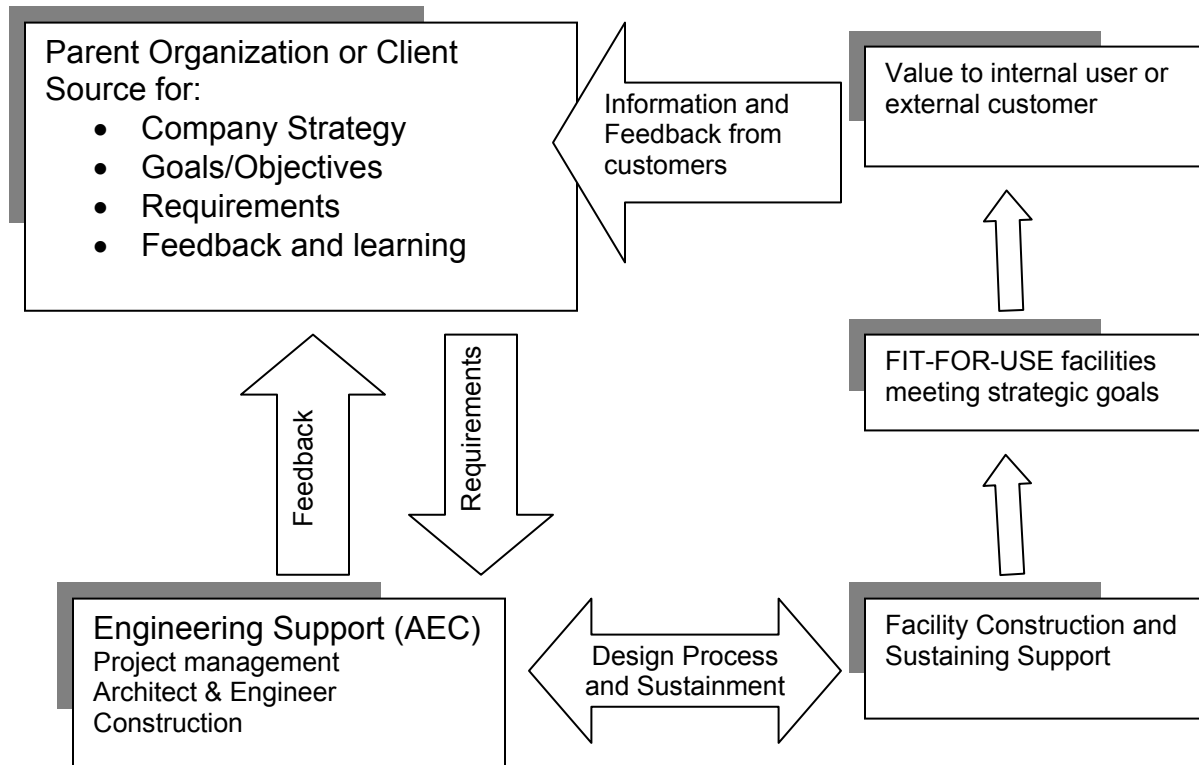 Parent Organization or Client
Source for:
• Company Strategy
• Goals/Objectives
• Requirements
• Feedback and learning
Information and
Feedback from
customers
Value to internal user or
external customer
FIT-FOR-USE facilities
meeting strategic goals
Feedback
Requirements
Engineering Support (AEC)
Project management
Architect & Engineer
Construction
Design Process
and Sustainment
Facility Construction and
Sustaining Support